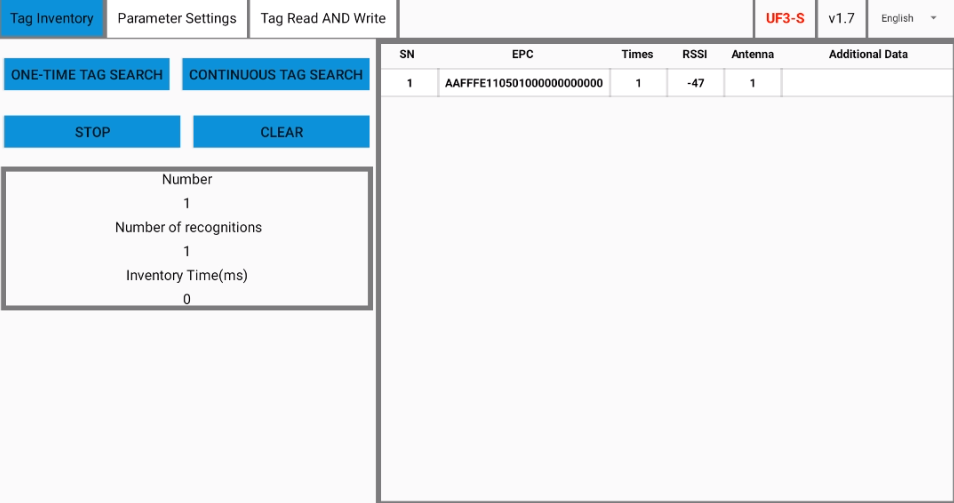 Tag Inventory Parameter Settings Tag Read AND Write UF3-S v1.7 English
ONE-TIME TAG SEARCH CONTINUOUS TAG SEARCH
STOP CLEAR
Number
1
Number of recognitions
1
Inventory Time(ms)
0
SN EPC Times RSSI Antenna Additional Data
1 AAFFFE110501000000000000 1 -47 1